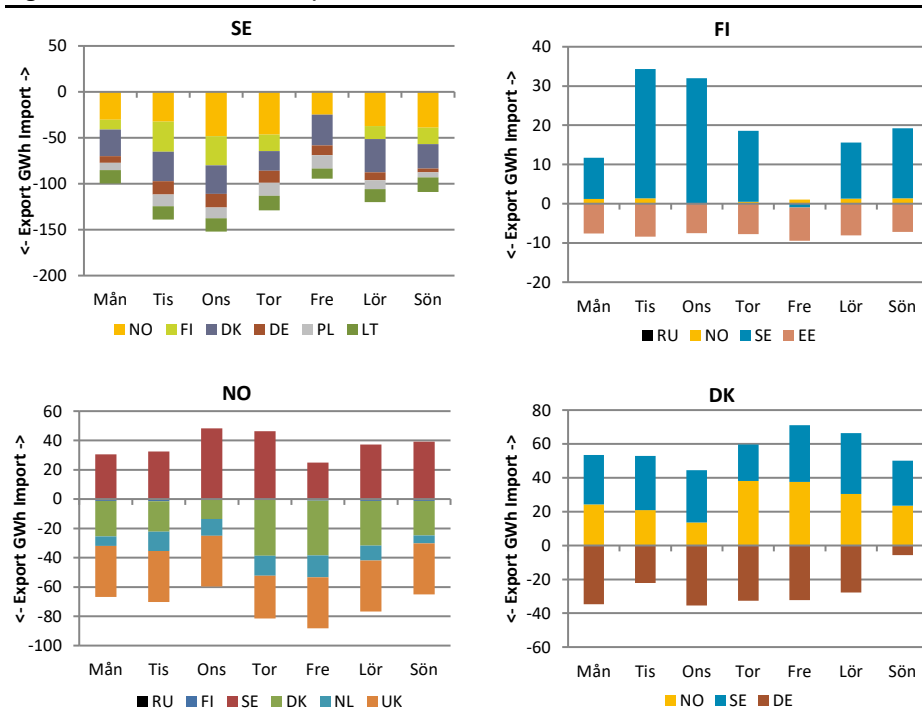 SE
50
0
-50
-100
-150
-200
<- Export GWh Import ->
Mån Tis Ons Tor Fre Lör Sön
NO FI DK DE PL LT
FI
40
30
20
10
0
-10
-20
<- Export GWh Import ->
Mån Tis Ons Tor Fre Lör Sön
RU NO SE EE
NO
60
40
20
0
-20
-40
-60
-80
-100
<- Export GWh Import ->
Mån Tis Ons Tor Fre Lör Sön
RU FI SE DK NL UK
DK
80
60
40
20
0
-20
-40
-60
<- Export GWh Import ->
Mån Tis Ons Tor Fre Lör Sön
NO SE DE